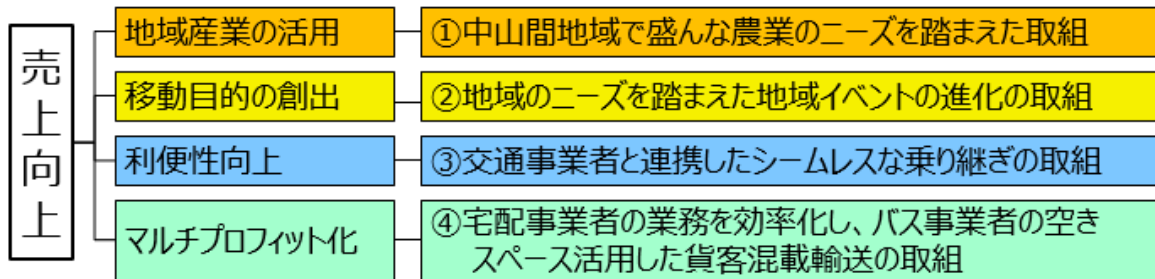 売上向上
地域産業の活用
①中山間地域で盛んな農業のニーズを踏まえた取組
移動目的の創出
②地域のニーズを踏まえた地域イベントの進化の取組
利便性向上
③交通事業者と連携したシームレスな乗り継ぎの取組
マルチプロフィット化
④宅配事業者の業務を効率化し、バス事業者の空き
スペース活用した貨客混載輸送の取組